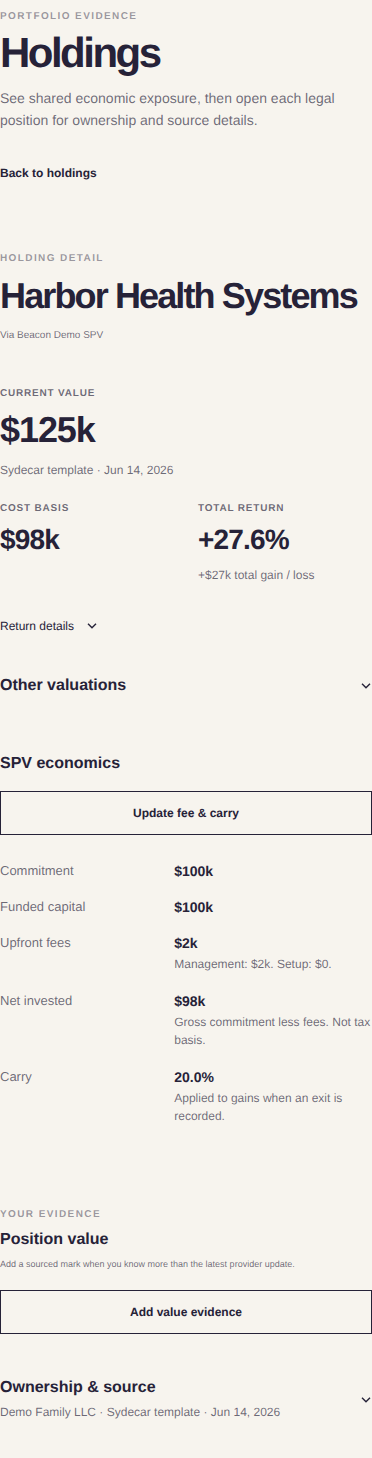 PORTFOLIO EVIDENCE
Holdings
See shared economic exposure, then open each legal
position for ownership and source details.
Back to holdings
HOLDING DETAIL
Harbor Health Systems
Via Beacon Demo SPV
CURRENT VALUE
$125k
Sydecar template · Jun 14, 2026
COST BASIS
$98k
TOTAL RETURN
+27.6%
+$27k total gain / loss
Return details
Other valuations
SPV economics
Update fee & carry
Commitment
$100k
Funded capital
$100k
Upfront fees
$2k
Management: $2k. Setup: $0.
Net invested
$98k
Gross commitment less fees. Not tax
basis.
Carry
20.0%
Applied to gains when an exit is
recorded.
YOUR EVIDENCE
Position value
Add a sourced mark when you know more than the latest provider update.
Add value evidence
Ownership & source
Demo Family LLC · Sydecar template · Jun 14, 2026